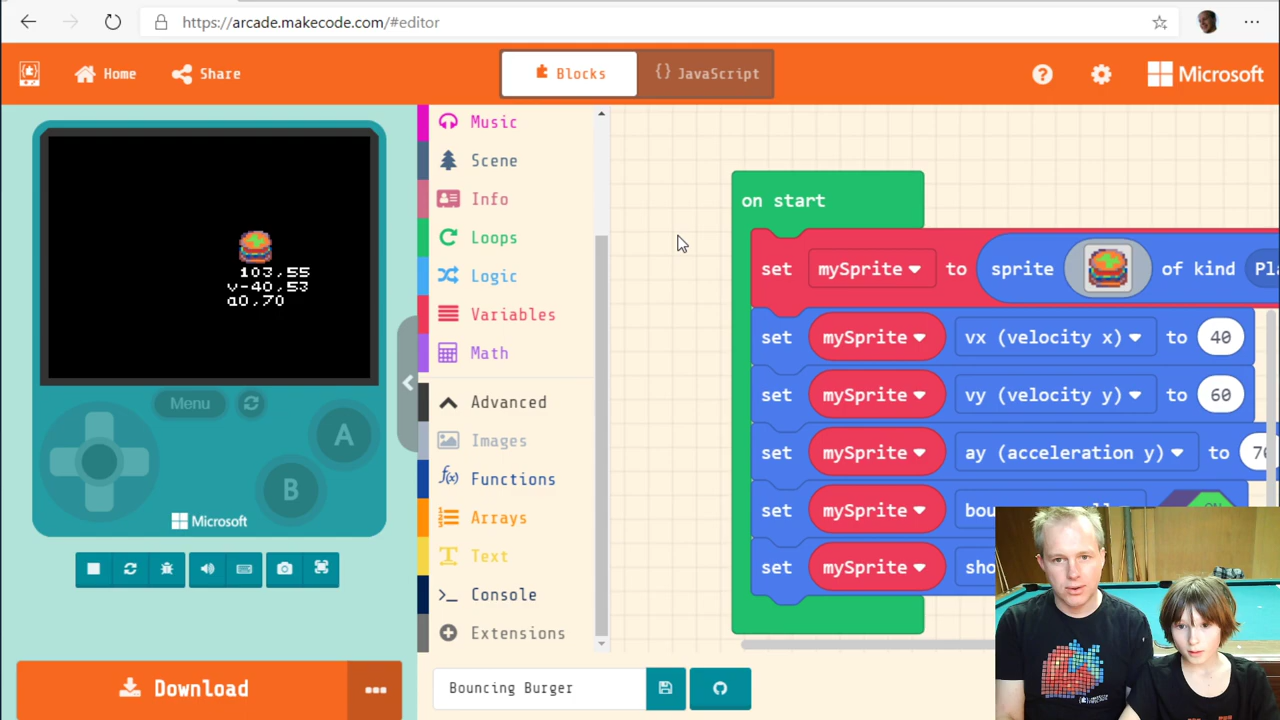 https://arcade.makecode.com/#editor
Home
Share
Blocks
{} JavaScript
Microsoft
103,55
v-40,53
a0,70
Menu
A
B
Microsoft
Download
Music
Scene
Info
Loops
Logic
Variables
Math
Advanced
Images
Functions
Arrays
Text
Console
Extensions
Bouncing Burger
on start
set mySprite to sprite of kind Pla
set mySprite vx (velocity x) to 40
set mySprite vy (velocity y) to 60
set mySprite ay (acceleration y) to 70
set mySprite
set mySprite sho